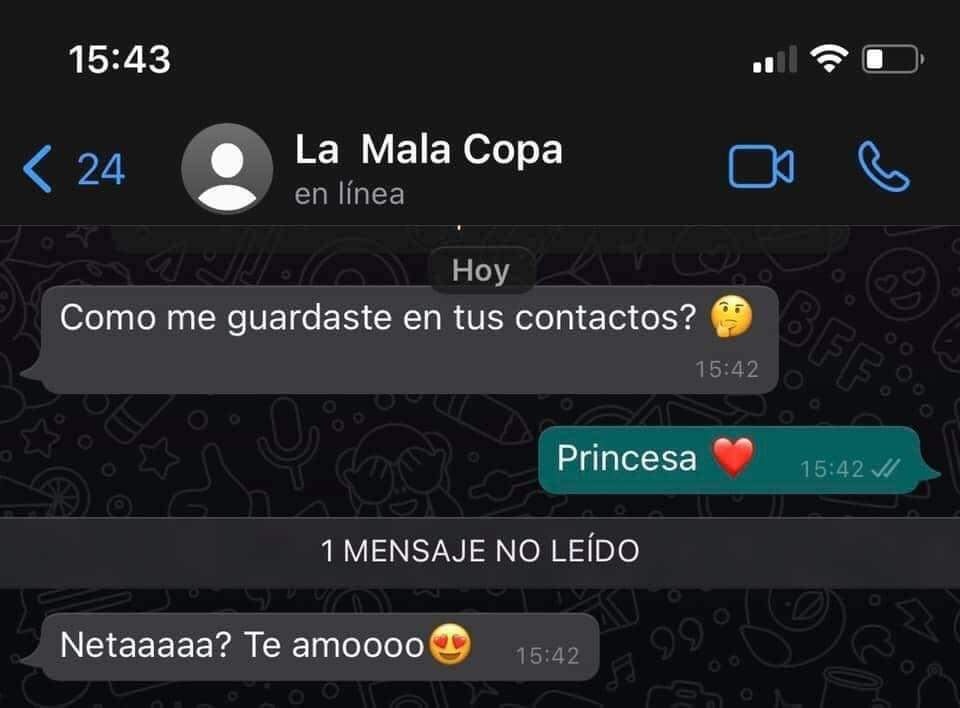 15:43
24
La Mala Copa
en línea
Hoy
Como me guardaste en tus contactos? 🤔
15:42
Princesa ❤️
15:42
1 MENSAJE NO LEÍDO
Netaaaaa? Te amoooo😍
15:42
BFF